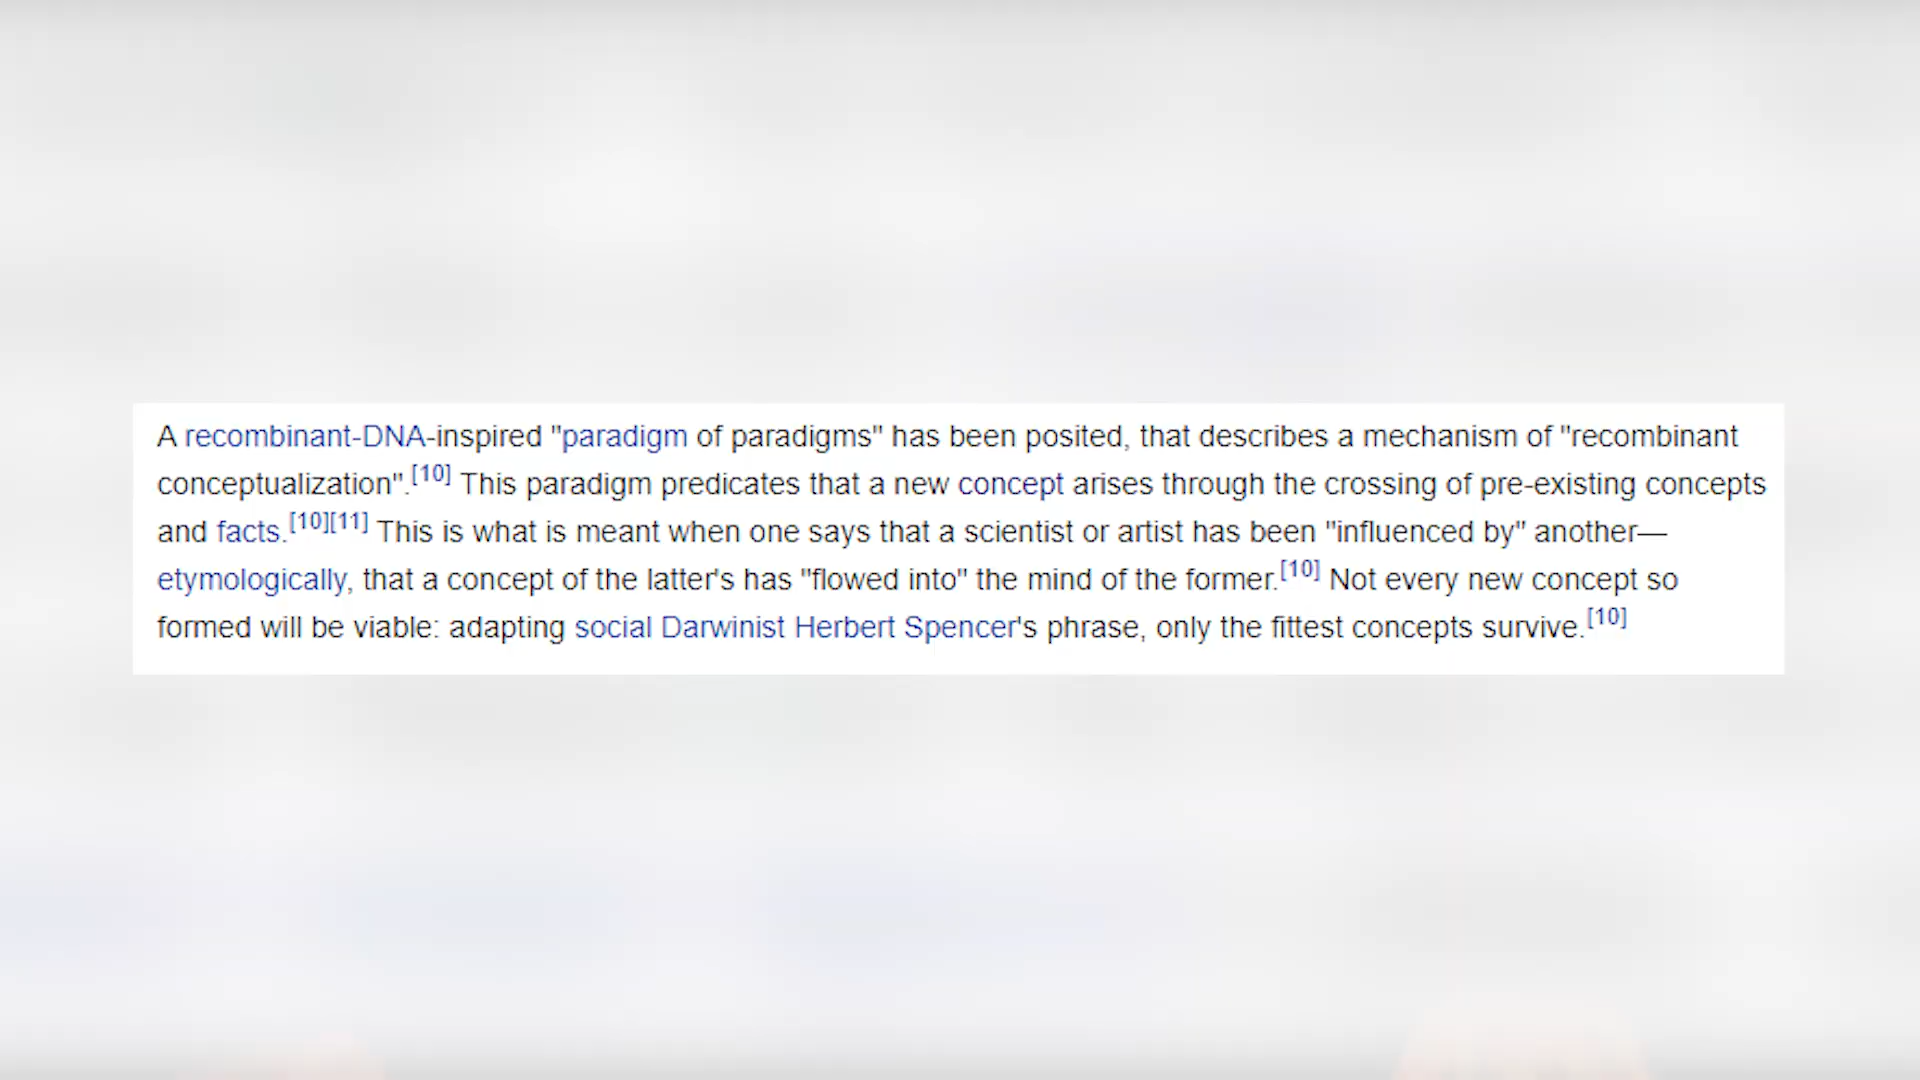 A recombinant-DNA-inspired "paradigm of paradigms" has been posited, that describes a mechanism of "recombinant
conceptualization".[10] This paradigm predicates that a new concept arises through the crossing of pre-existing concepts
and facts.[10][11] This is what is meant when one says that a scientist or artist has been "influenced by" another—
etymologically, that a concept of the latter's has "flowed into" the mind of the former.[10] Not every new concept so
formed will be viable: adapting social Darwinist Herbert Spencer's phrase, only the fittest concepts survive.[10]